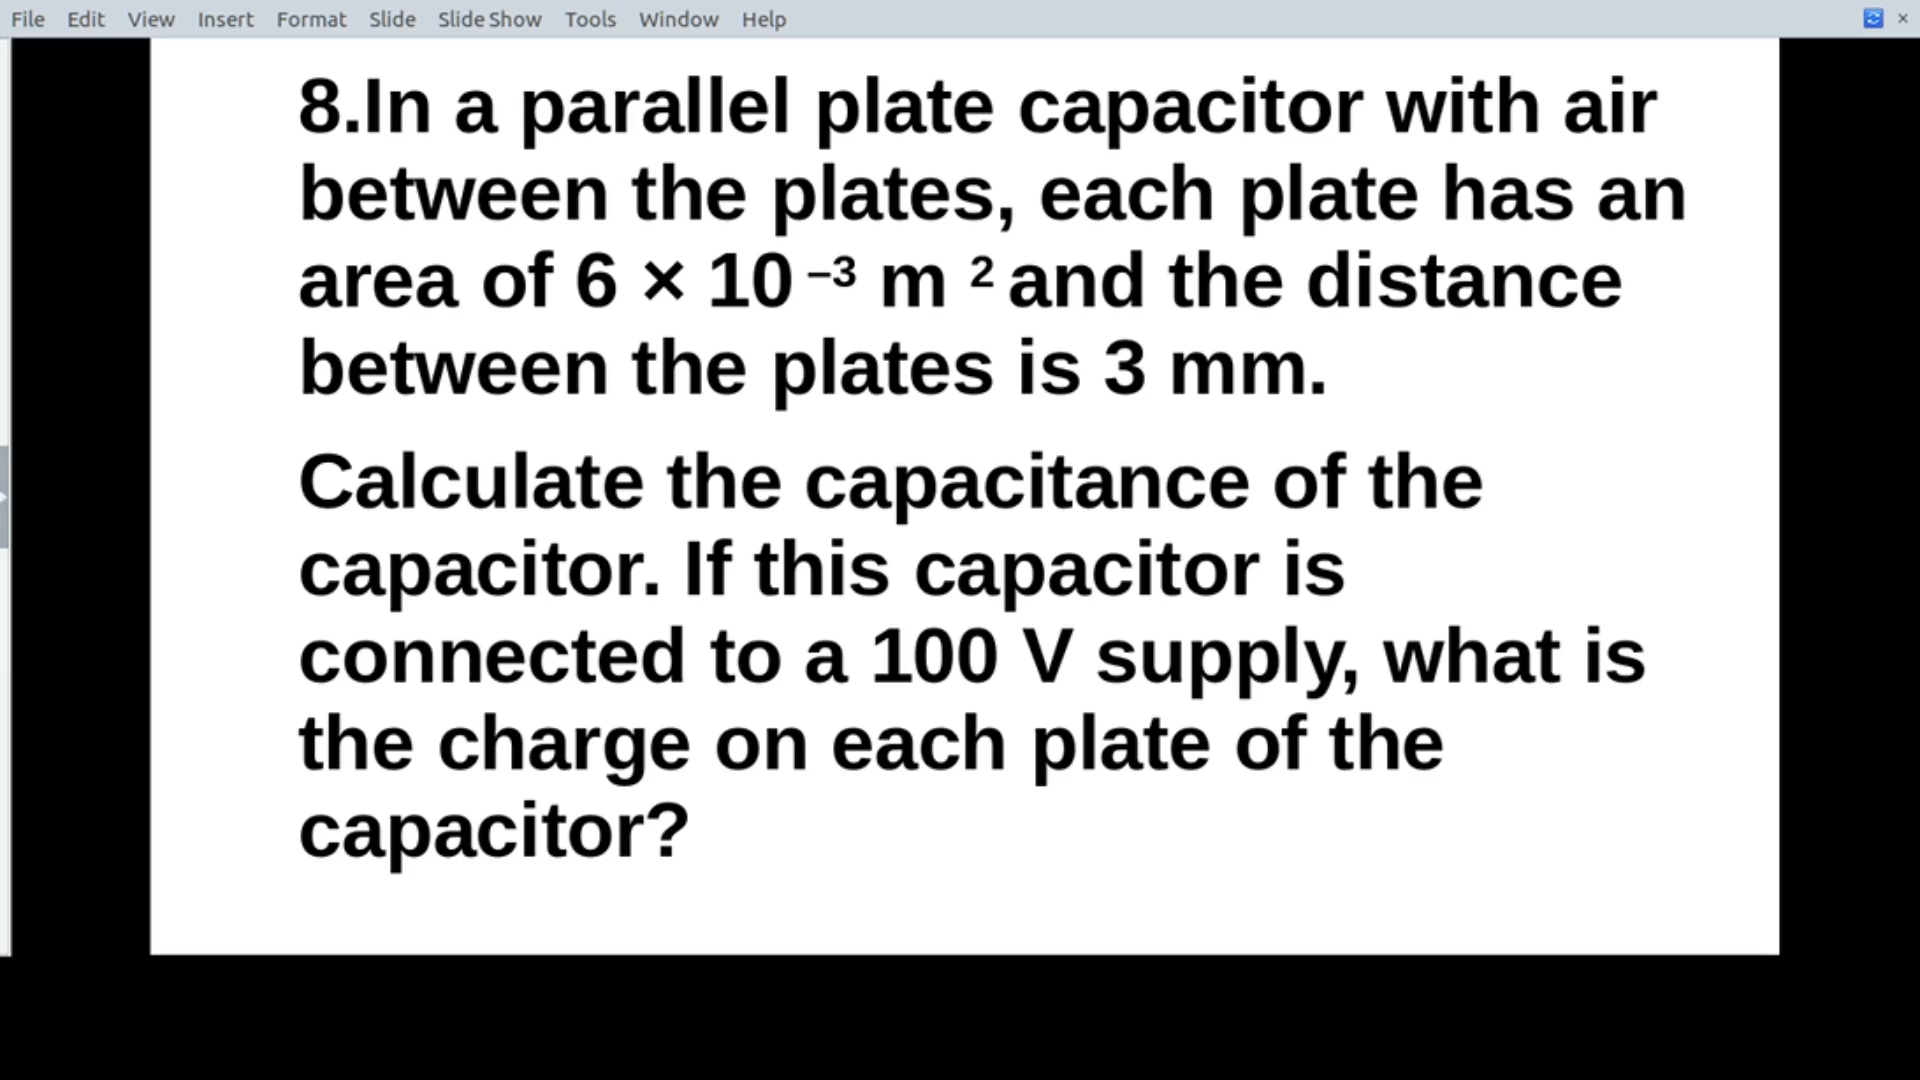 File Edit View Insert Format Slide Slide Show Tools Window Help
8.In a parallel plate capacitor with air
between the plates, each plate has an
area of 6 × 10 ⁻³ m ² and the distance
between the plates is 3 mm.
Calculate the capacitance of the
capacitor. If this capacitor is
connected to a 100 V supply, what is
the charge on each plate of the
capacitor?